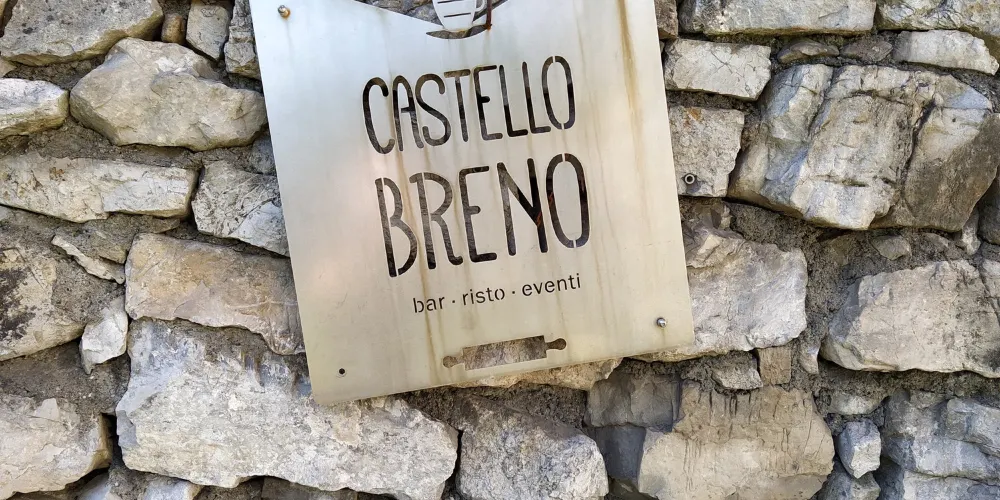 CASTELLO
BRENO
bar · risto · eventi